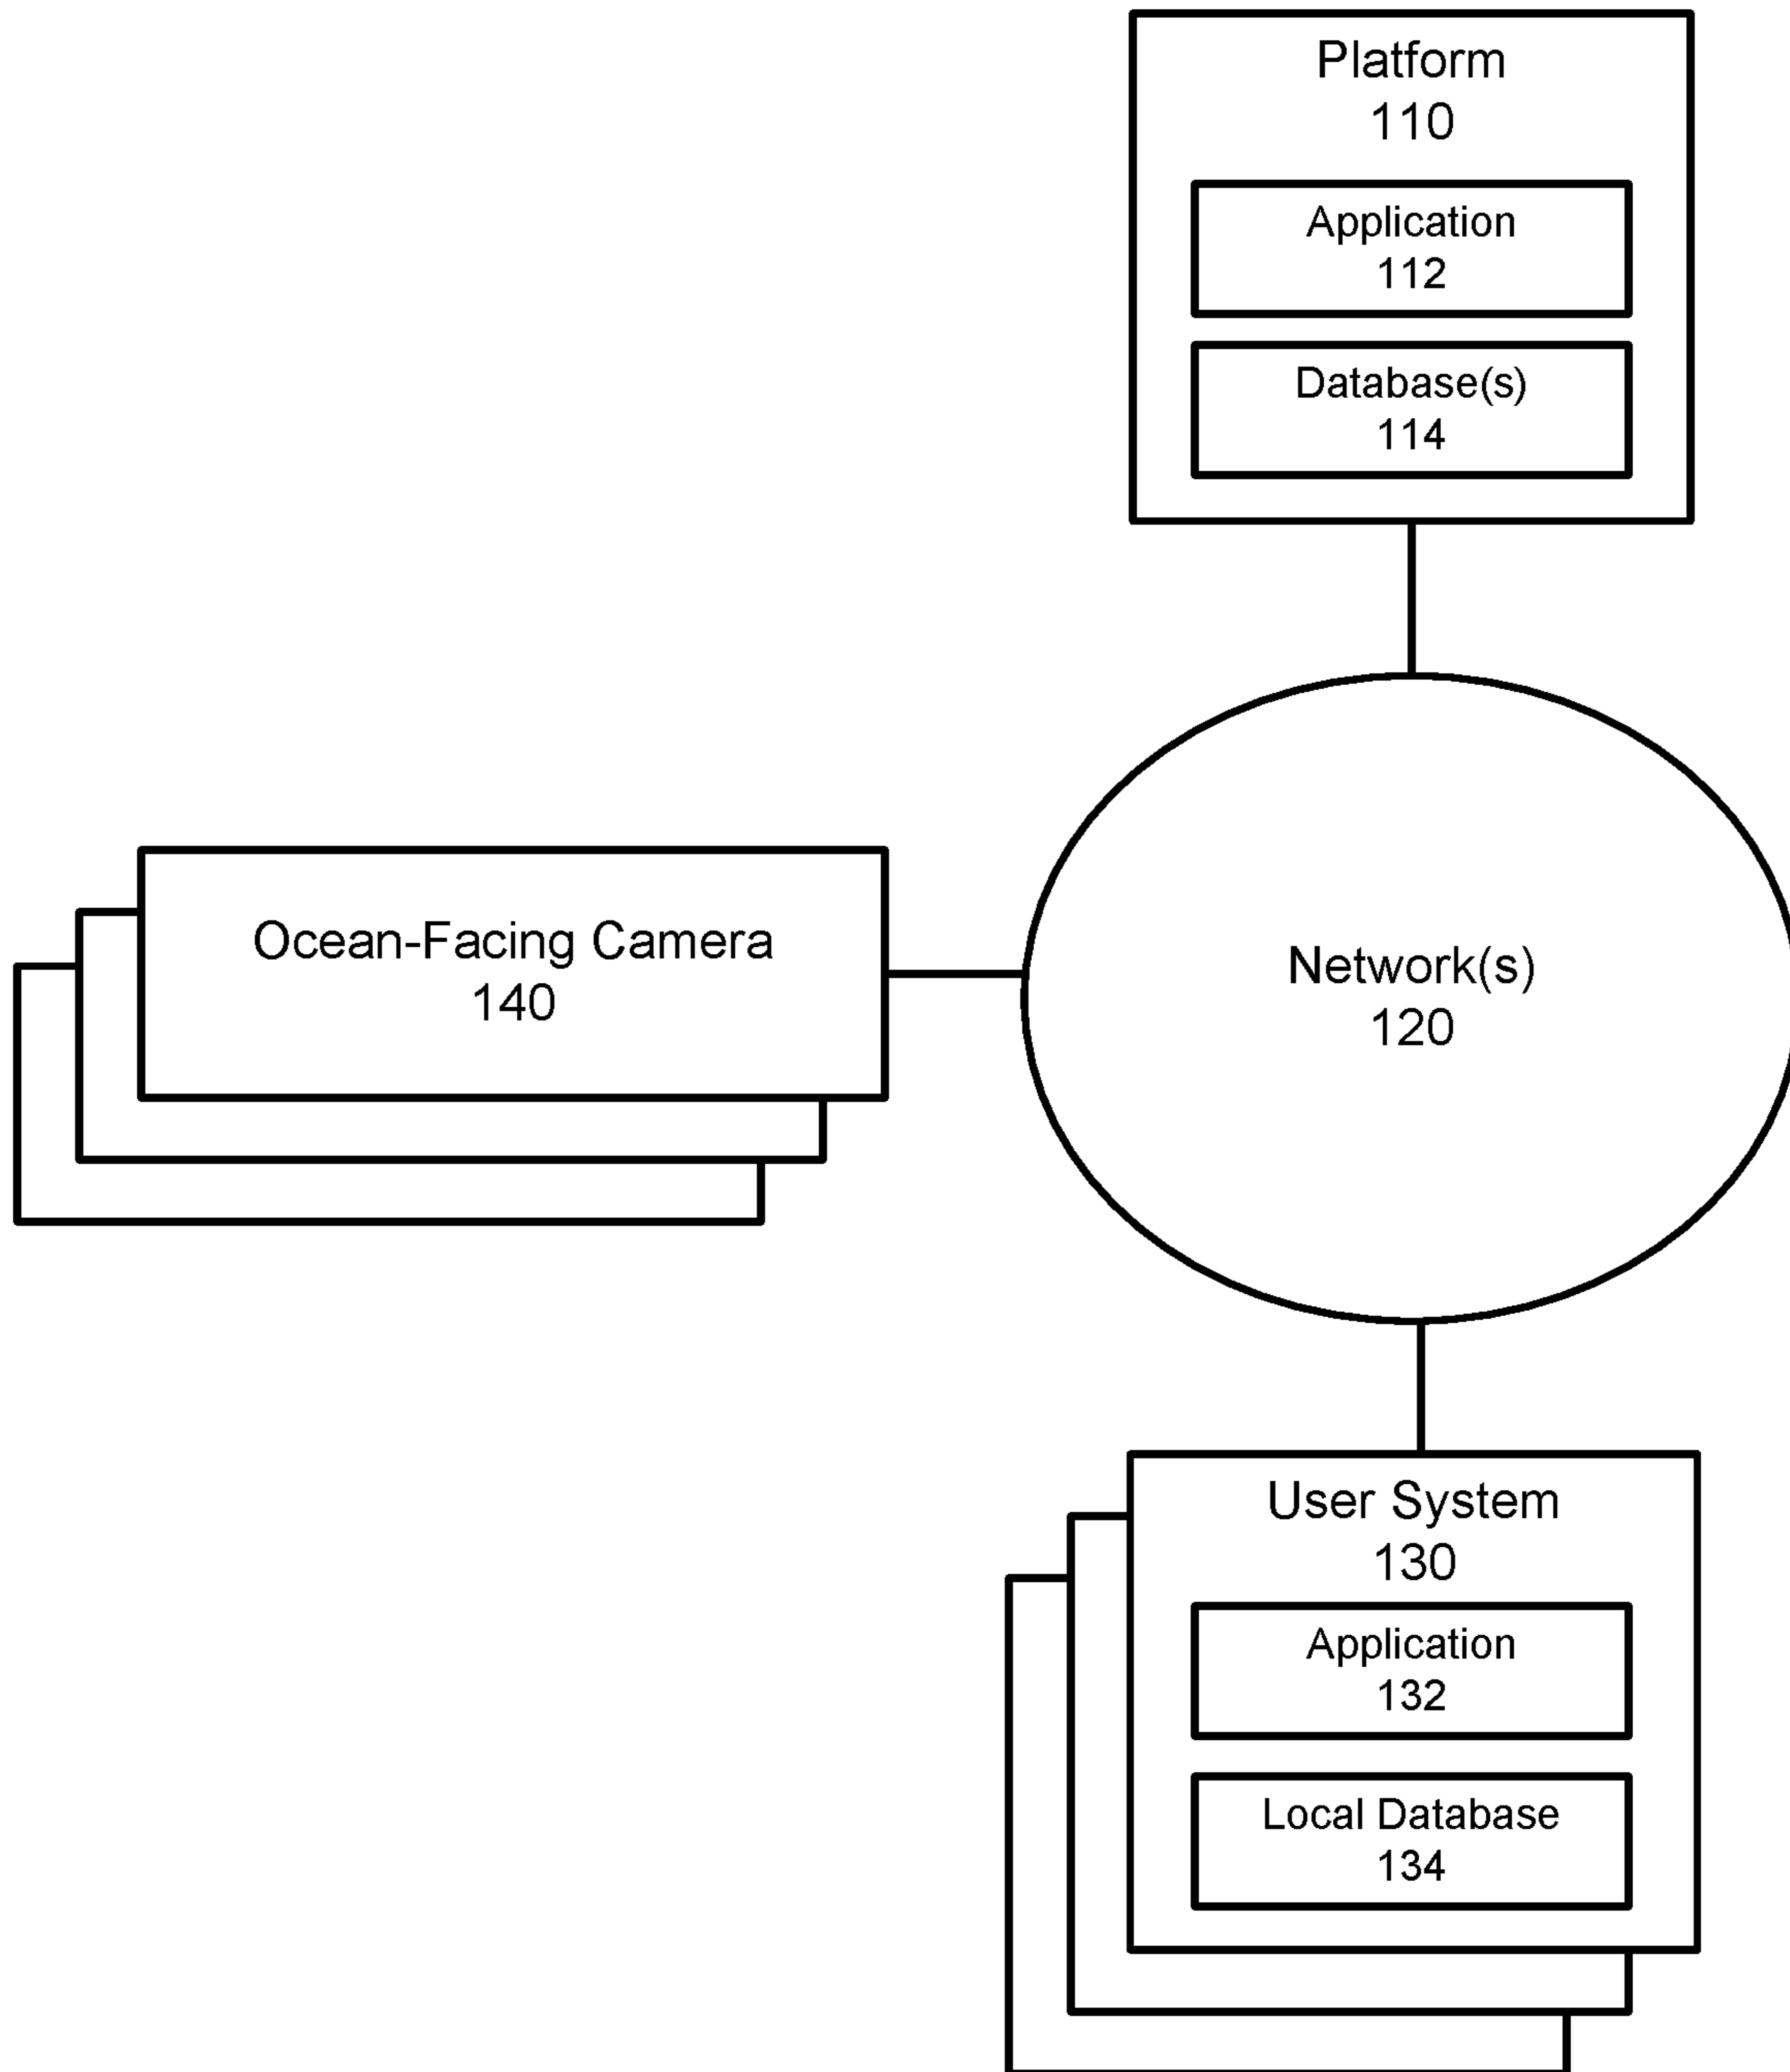 Platform
110
Application
112
Database(s)
114
Ocean-Facing Camera
140
Network(s)
120
User System
130
Application
132
Local Database
134